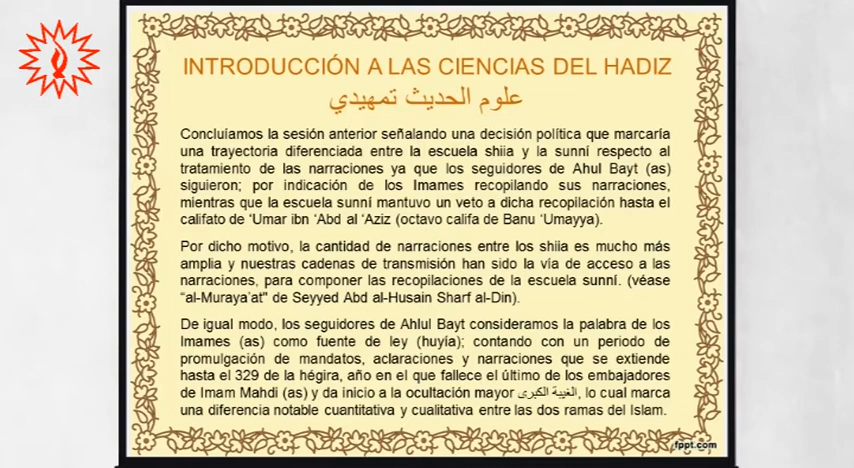 INTRODUCCIÓN A LAS CIENCIAS DEL HADIZ
علوم الحديث تمهيدي
Concluíamos la sesión anterior señalando una decisión política que marcaría
una trayectoria diferenciada entre la escuela shiia y la sunní respecto al
tratamiento de las narraciones ya que los seguidores de Ahul Bayt (as)
siguieron; por indicación de los Imames recopilando sus narraciones,
mientras que la escuela sunní mantuvo un veto a dicha recopilación hasta el
califato de ‘Umar ibn ‘Abd al ‘Aziz (octavo califa de Banu ‘Umayya).
Por dicho motivo, la cantidad de narraciones entre los shiia es mucho más
amplia y nuestras cadenas de transmisión han sido la vía de acceso a las
narraciones, para componer las recopilaciones de la escuela sunní. (véase
“al-Muraya’at" de Seyyed Abd al-Husain Sharf al-Din).
De igual modo, los seguidores de Ahlul Bayt consideramos la palabra de los
Imames (as) como fuente de ley (huyía); contando con un periodo de
promulgación de mandatos, aclaraciones y narraciones que se extiende
hasta el 329 de la hégira, año en el que fallece el último de los embajadores
de Imam Mahdi (as) y da inicio a la ocultación mayor الغيبة الكبرى, lo cual marca
una diferencia notable cuantitativa y cualitativa entre las dos ramas del Islam.
fppt.com